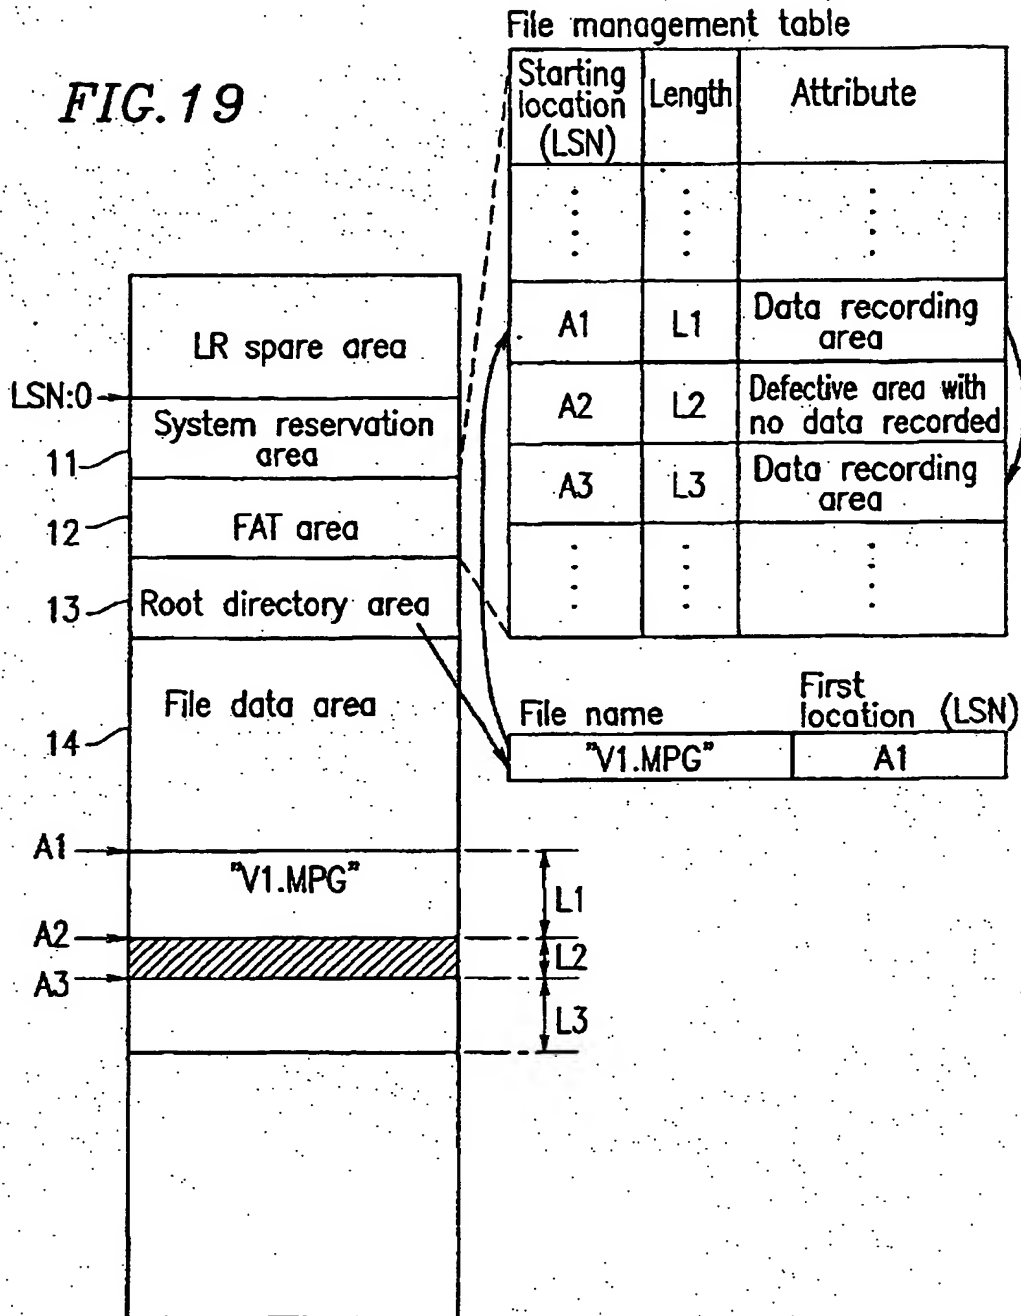 FIG. 19
File management table
Starting location (LSN)
Length
Attribute
A1
L1
Data recording area
A2
L2
Defective area with no data recorded
A3
L3
Data recording area
LR spare area
LSN:0
System reservation area
11
FAT area
12
Root directory area
13
File data area
14
File name
First location (LSN)
"V1.MPG"
A1
A1
"V1.MPG"
L1
A2
L2
A3
L3